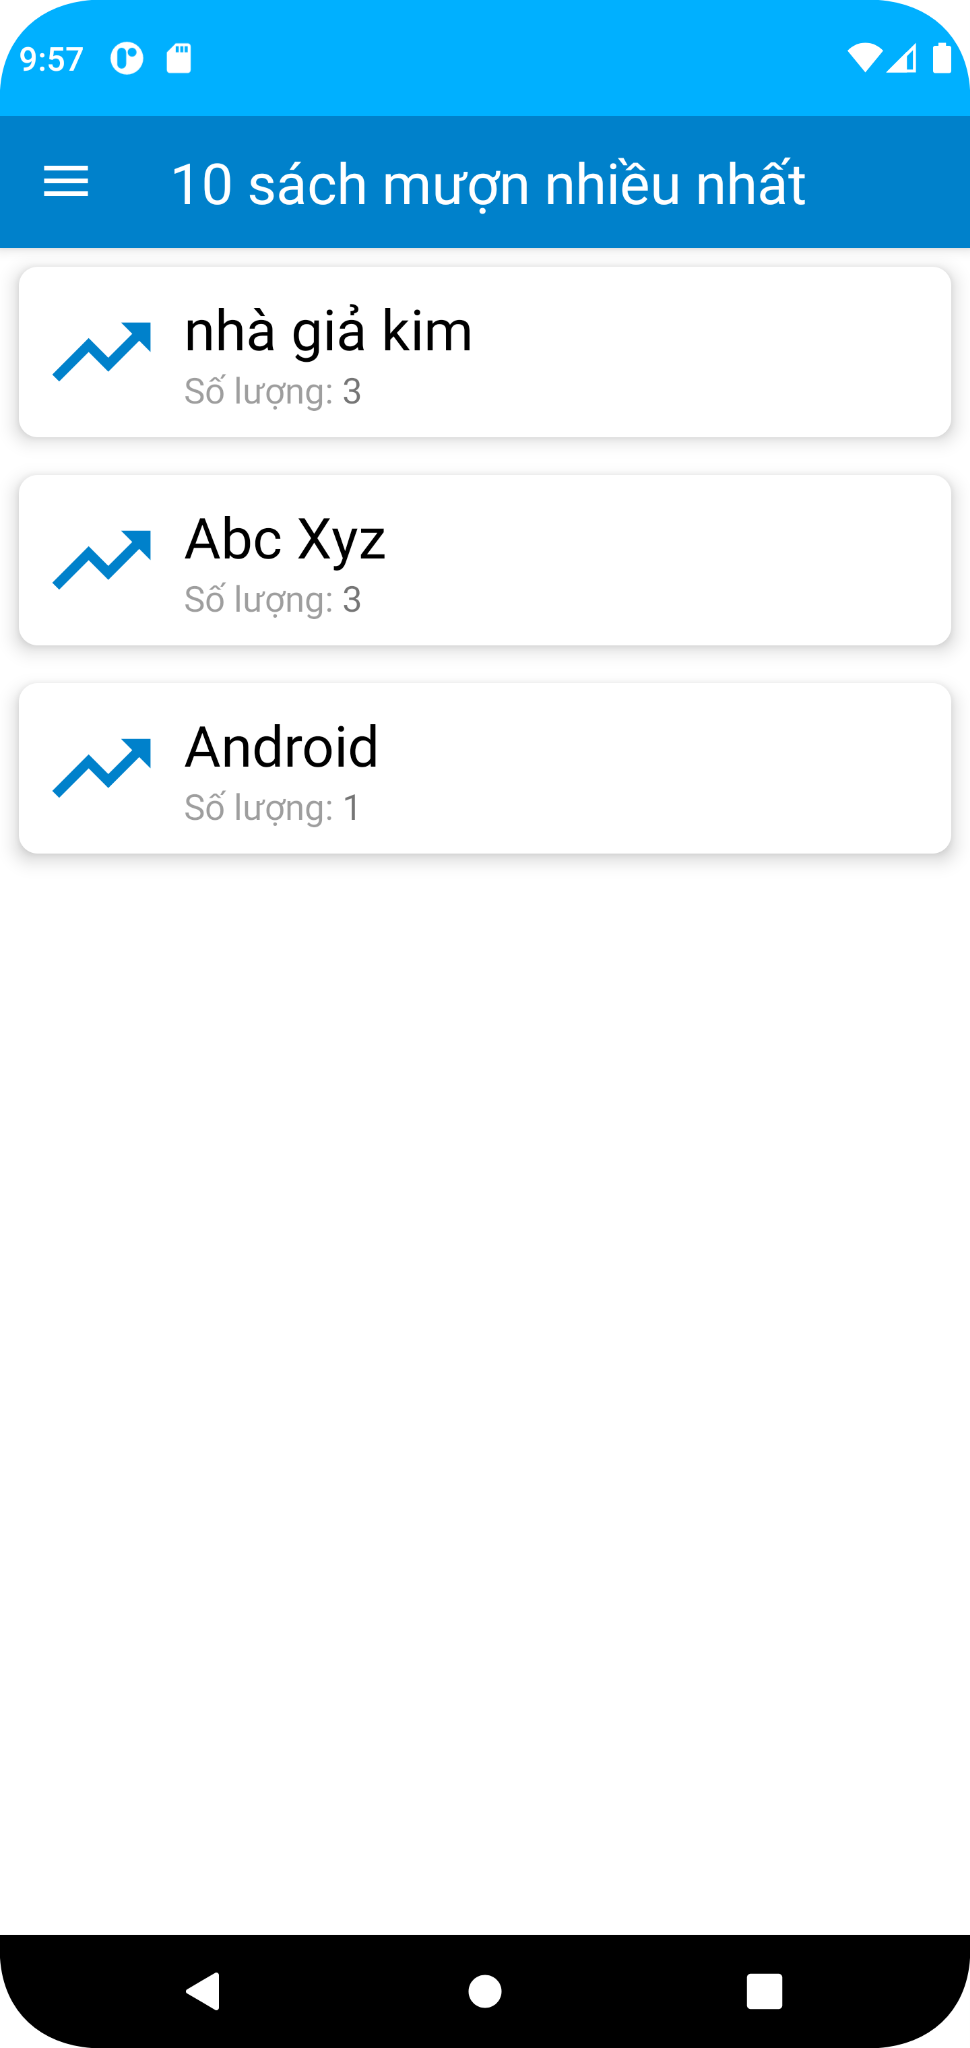 9:57
10 sách mượn nhiều nhất
nhà giả kim
Số lượng: 3
Abc Xyz
Số lượng: 3
Android
Số lượng: 1